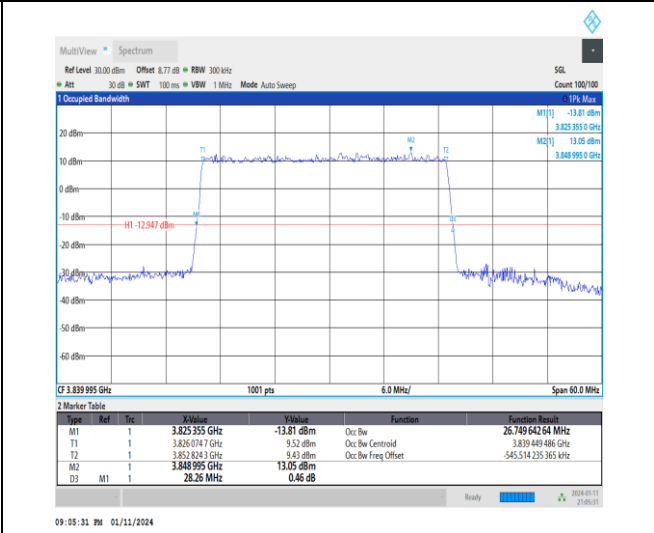 MultiView Spectrum
Ref Level 30.00 dBm Offset 8.77 dB RBW 300 kHz SGL
Att 30 dB SWT 100 ms VBW 1 MHz Mode Auto Sweep Count 100/100
1 Occupied Bandwidth 1Pk Max
M1[1] -13.81 dBm
3.825 355 0 GHz
M2[1] 13.05 dBm
3.848 995 0 GHz
20 dBm
10 dBm
0 dBm
-10 dBm
-20 dBm
-30 dBm
-40 dBm
-50 dBm
-60 dBm
T1
M2
T2
H1 -12.947 dBm
CF 3.839 995 GHz 1001 pts 6.0 MHz/ Span 60.0 MHz
2 Marker Table
Type Ref Trc X-Value Y-Value Function Function Result
M1 1 3.825 355 GHz -13.81 dBm Occ Bw 26.749 642 64 MHz
T1 1 3.826 074 7 GHz 9.52 dBm Occ Bw Centroid 3.839 449 486 GHz
T2 1 3.852 824 3 GHz 9.43 dBm Occ Bw Freq Offset -545.514 235 365 kHz
M2 1 3.848 995 GHz 13.05 dBm
D3 M1 1 28.26 MHz 0.46 dB
Ready 2024-01-11
21:05:31
09:05:31 PM 01/11/2024